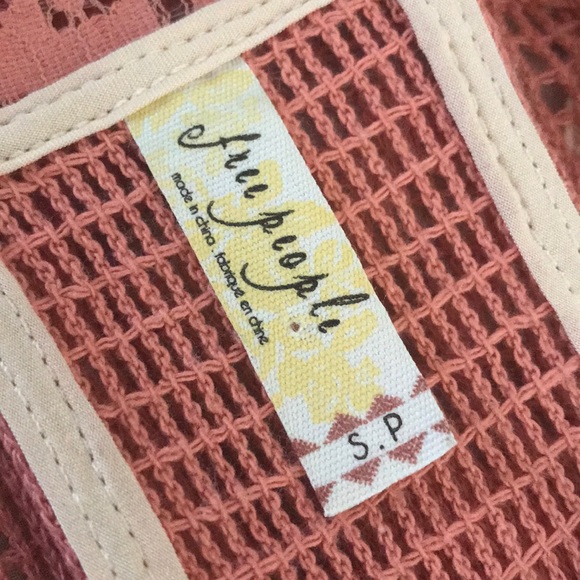 free people
made in china . fabriqué en chine
S.P